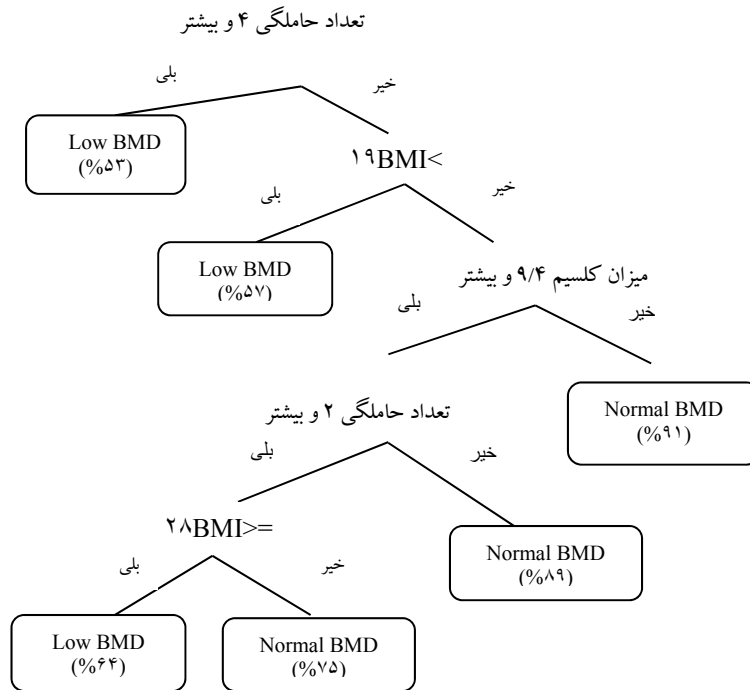 تعداد حاملگی ۴ و بیشتر
خیر
بلی
Low BMD
(%۵۳)
۱۹BMI<
خیر
بلی
Low BMD
(%۵۷)
میزان کلسیم ۹/۴ و بیشتر
خیر
بلی
Normal BMD
(%۹۱)
تعداد حاملگی ۲ و بیشتر
خیر
بلی
۲۸BMI>=
Normal BMD
(%۸۹)
خیر
بلی
Low BMD
(%۶۴)
Normal BMD
(%۷۵)